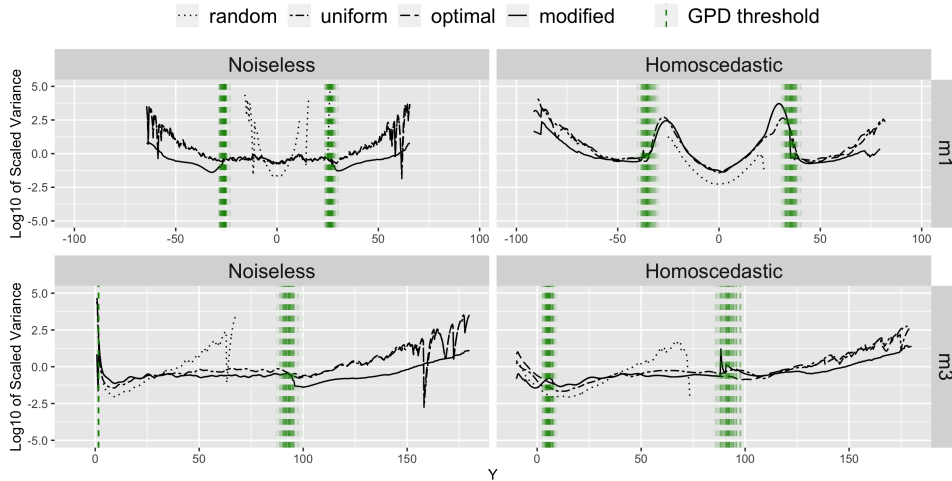 random uniform optimal modified GPD threshold
Noiseless Homoscedastic
Log10 of Scaled Variance
5.0
2.5
0.0
-2.5
-5.0
m1
-100 -50 0 50 100 -100 -50 0 50 100
Noiseless Homoscedastic
Log10 of Scaled Variance
5.0
2.5
0.0
-2.5
-5.0
m3
0 50 100 150 0 50 100 150
Y